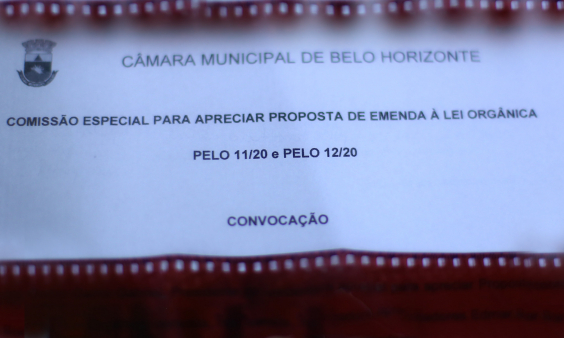 CÂMARA MUNICIPAL DE BELO HORIZONTE
COMISSÃO ESPECIAL PARA APRECIAR PROPOSTA DE EMENDA À LEI ORGÂNICA
PELO 11/20 e PELO 12/20
CONVOCAÇÃO